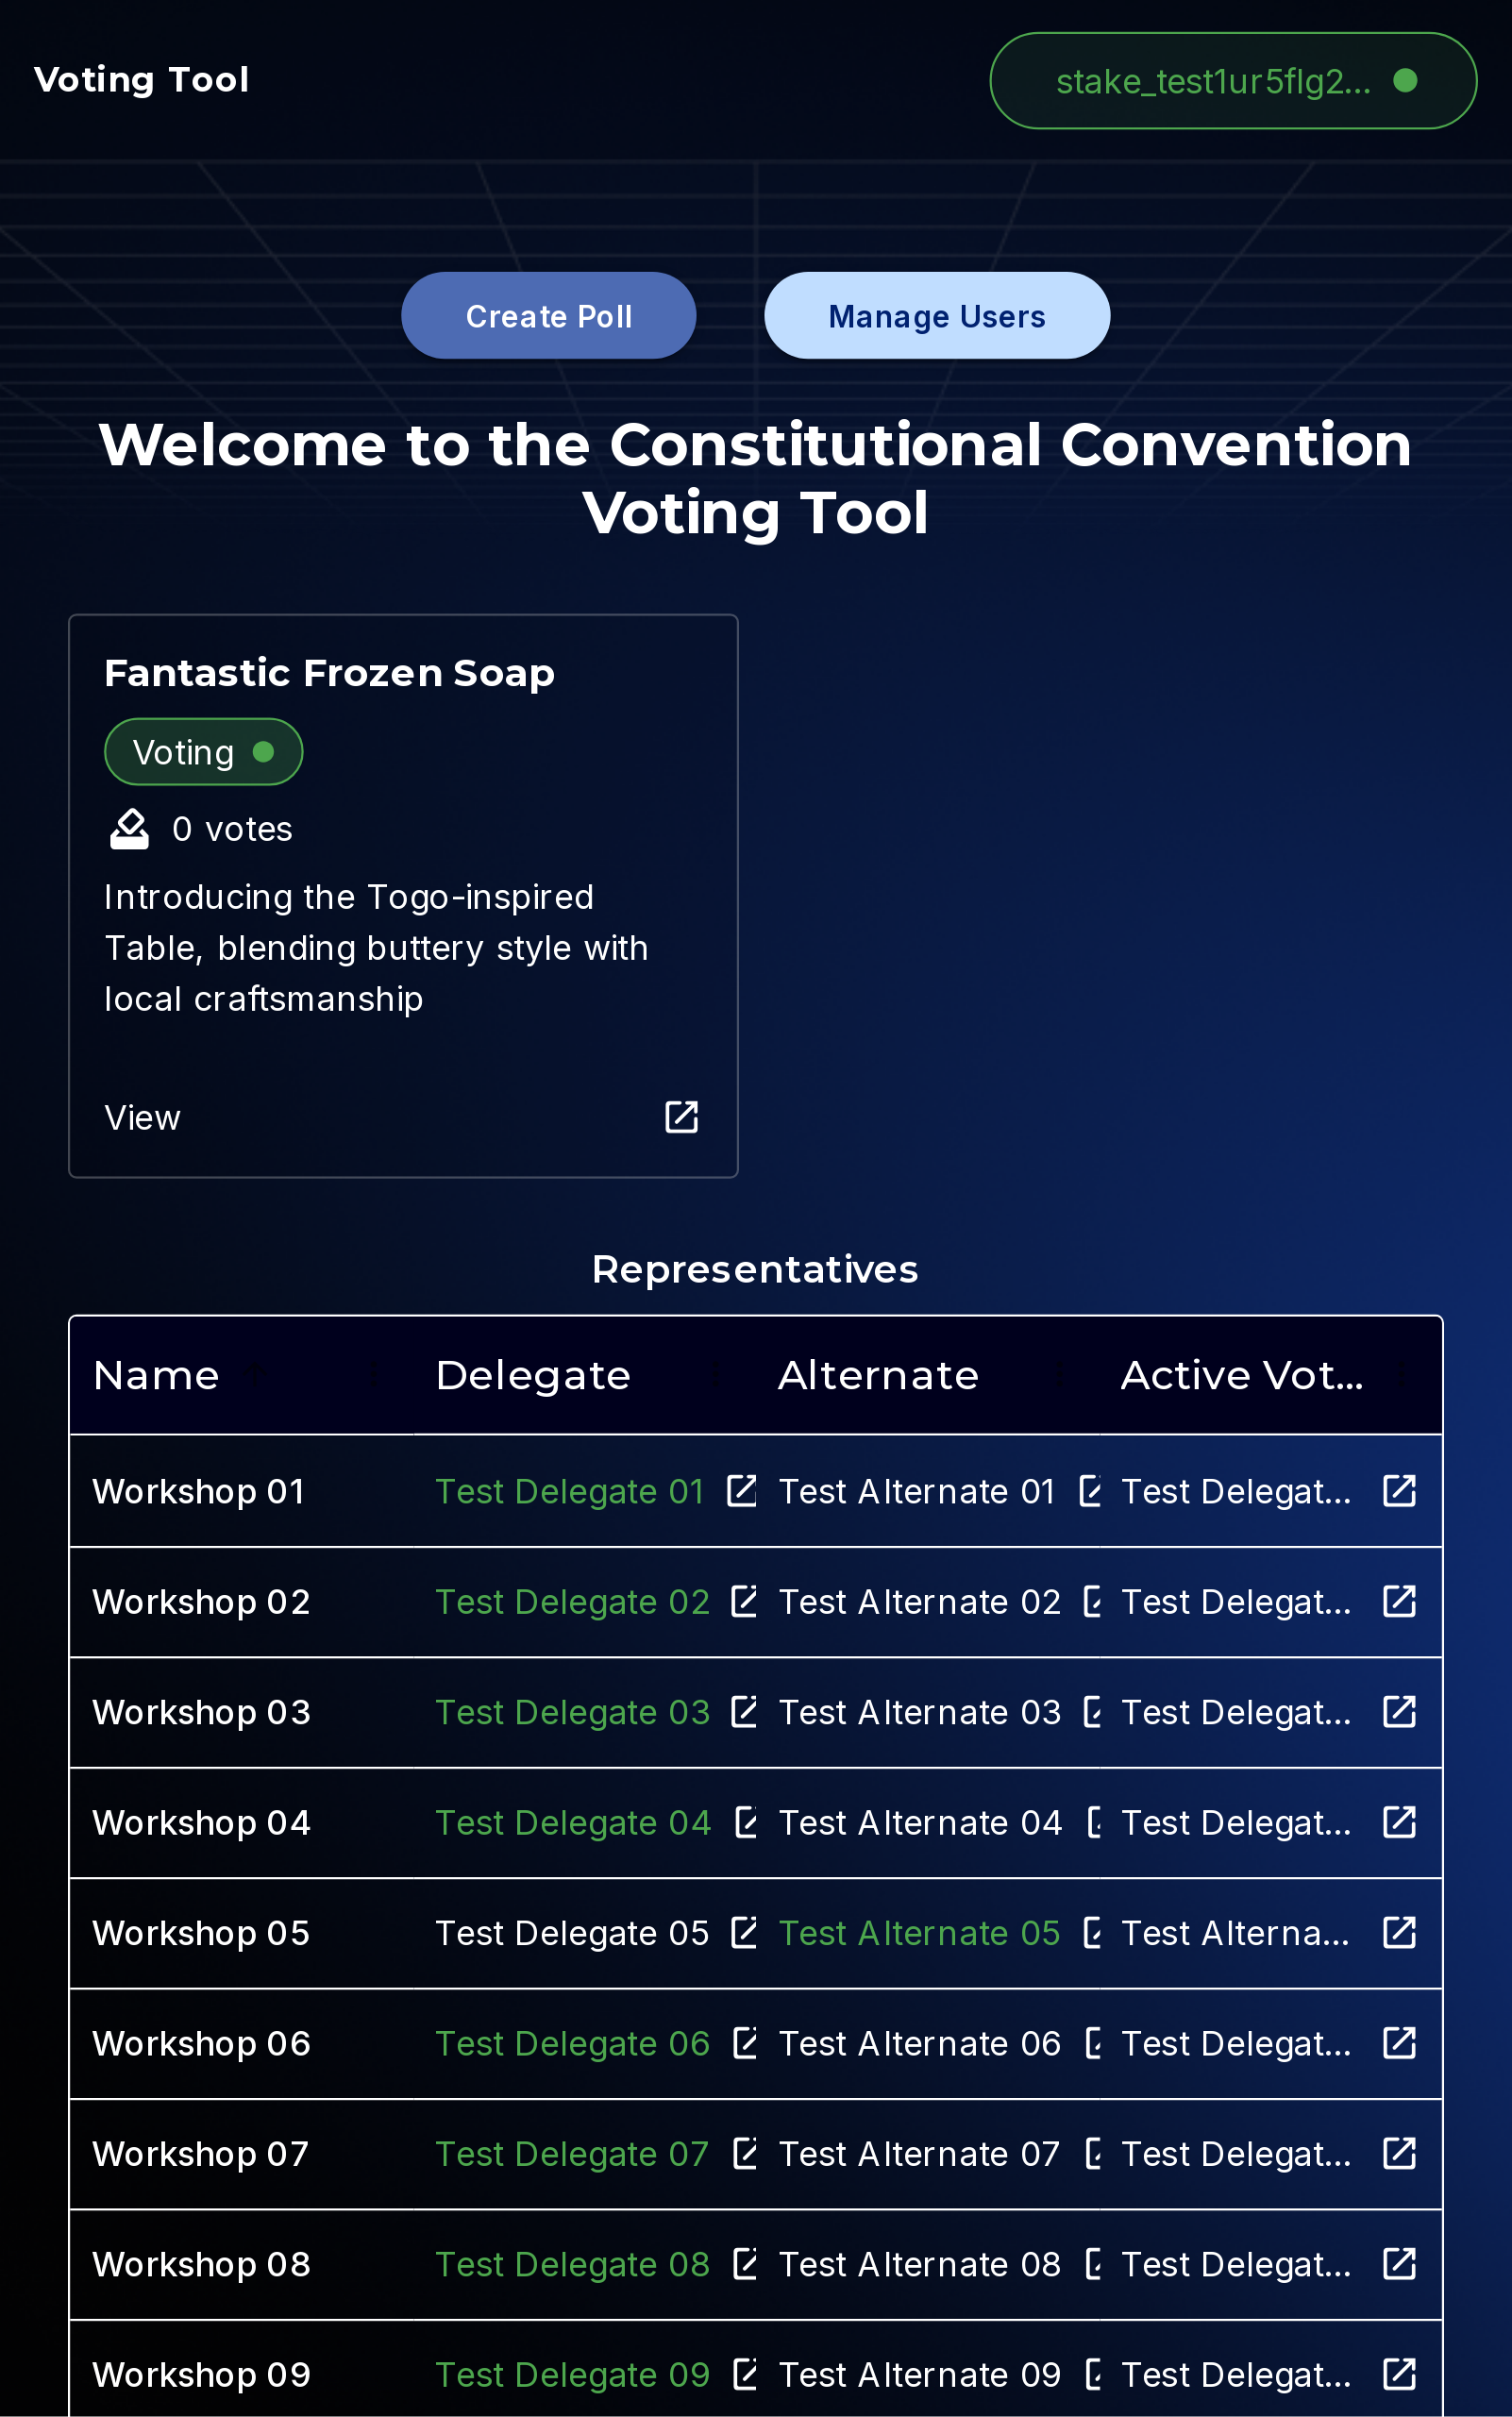 Voting Tool
stake_test1ur5flg2...
Create Poll
Manage Users
Welcome to the Constitutional Convention
Voting Tool
Fantastic Frozen Soap
Voting
0 votes
Introducing the Togo-inspired
Table, blending buttery style with
local craftsmanship
View
Representatives
Name Delegate Alternate Active Vot...
Workshop 01 Test Delegate 01 Test Alternate 01 Test Delegat...
Workshop 02 Test Delegate 02 Test Alternate 02 Test Delegat...
Workshop 03 Test Delegate 03 Test Alternate 03 Test Delegat...
Workshop 04 Test Delegate 04 Test Alternate 04 Test Delegat...
Workshop 05 Test Delegate 05 Test Alternate 05 Test Alterna...
Workshop 06 Test Delegate 06 Test Alternate 06 Test Delegat...
Workshop 07 Test Delegate 07 Test Alternate 07 Test Delegat...
Workshop 08 Test Delegate 08 Test Alternate 08 Test Delegat...
Workshop 09 Test Delegate 09 Test Alternate 09 Test Delegat...